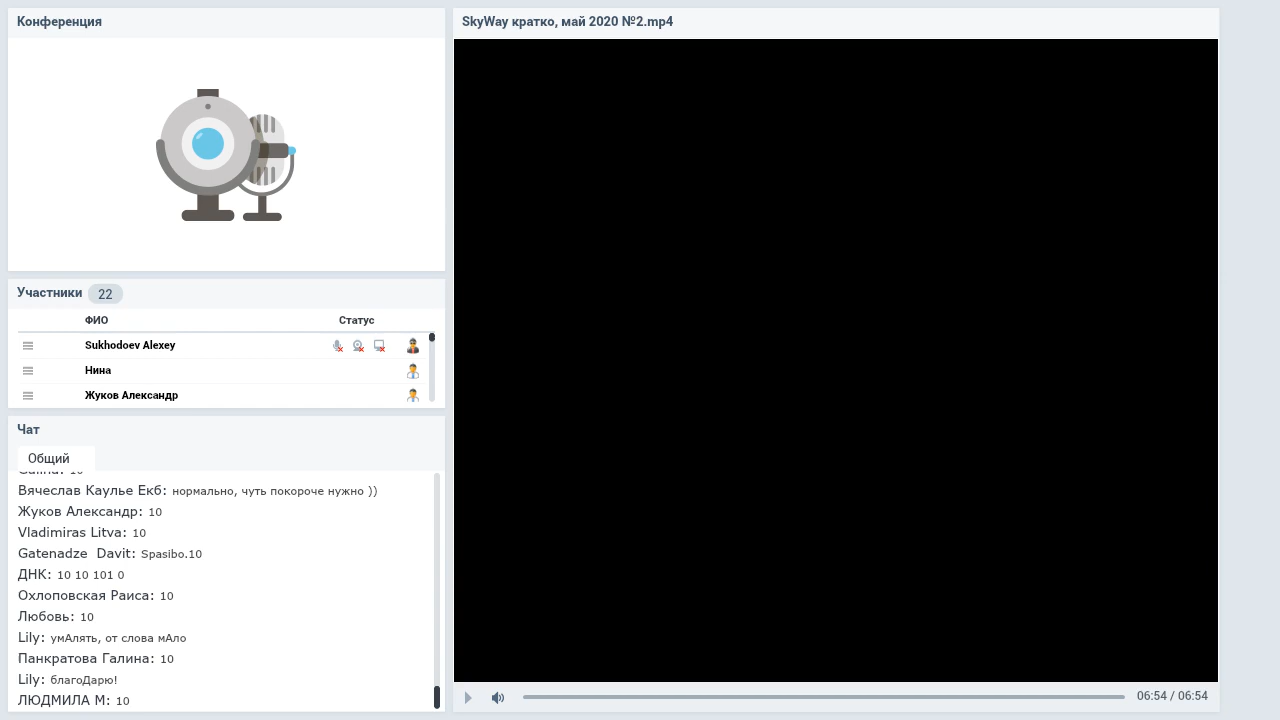 Конференция
SkyWay кратко, май 2020 №2.mp4
Участники 22
ФИО Статус
Sukhodoev Alexey
Нина
Жуков Александр
Чат
Общий
Вячеслав Каулье Екб: нормально, чуть покороче нужно ))
Жуков Александр: 10
Vladimiras Litva: 10
Gatenadze Davit: Spasibo.10
ДНК: 10 10 101 0
Охлоповская Раиса: 10
Любовь: 10
Lily: умАлять, от слова мАло
Панкратова Галина: 10
Lily: благоДарю!
ЛЮДМИЛА М: 10
06:54 / 06:54